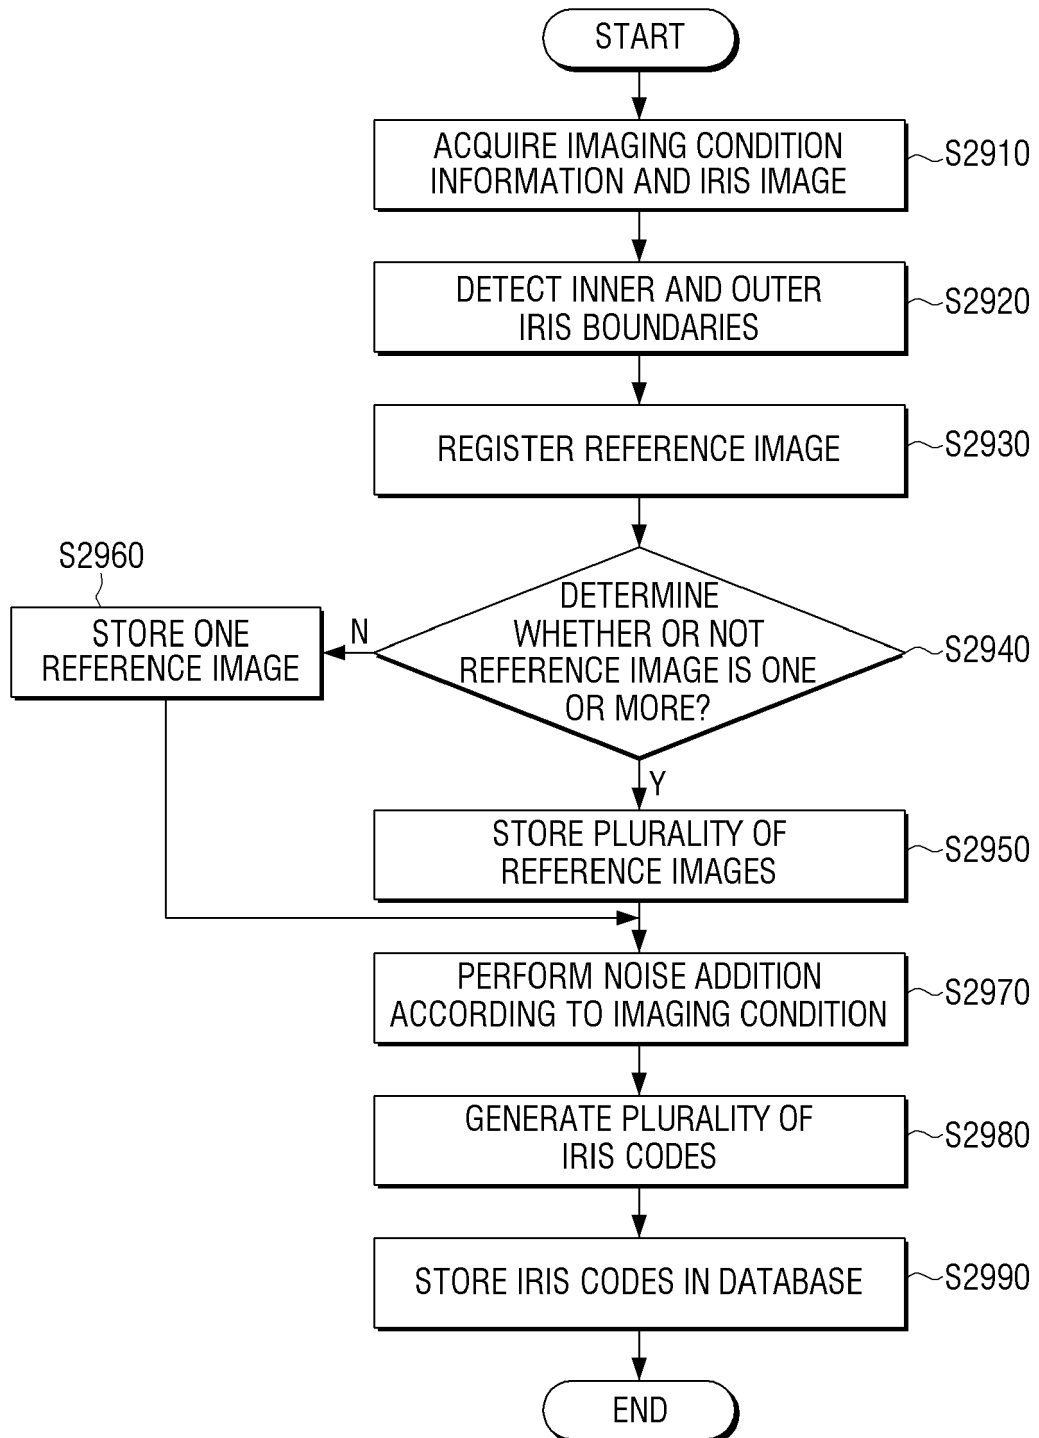 START
ACQUIRE IMAGING CONDITION
INFORMATION AND IRIS IMAGE
S2910
DETECT INNER AND OUTER
IRIS BOUNDARIES
S2920
REGISTER REFERENCE IMAGE
S2930
S2960
STORE ONE
REFERENCE IMAGE
N
DETERMINE
WHETHER OR NOT
REFERENCE IMAGE IS ONE
OR MORE?
S2940
Y
STORE PLURALITY OF
REFERENCE IMAGES
S2950
PERFORM NOISE ADDITION
ACCORDING TO IMAGING CONDITION
S2970
GENERATE PLURALITY OF
IRIS CODES
S2980
STORE IRIS CODES IN DATABASE
S2990
END